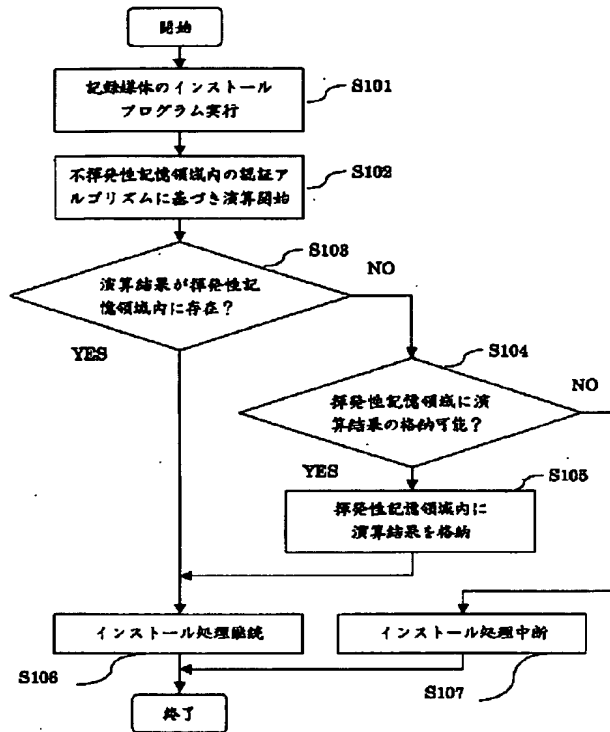 開始
記録媒体のインストール
プログラム実行
S101
不揮発性記憶領域内の認証ア
ルゴリズムに基づき演算開始
S102
S103
演算結果が揮発性記
憶領域内に存在？
NO
YES
S104
揮発性記憶領域に演
算結果の格納可能？
NO
YES
S105
揮発性記憶領域内に
演算結果を格納
インストール処理継続
インストール処理中断
S106
S107
終了